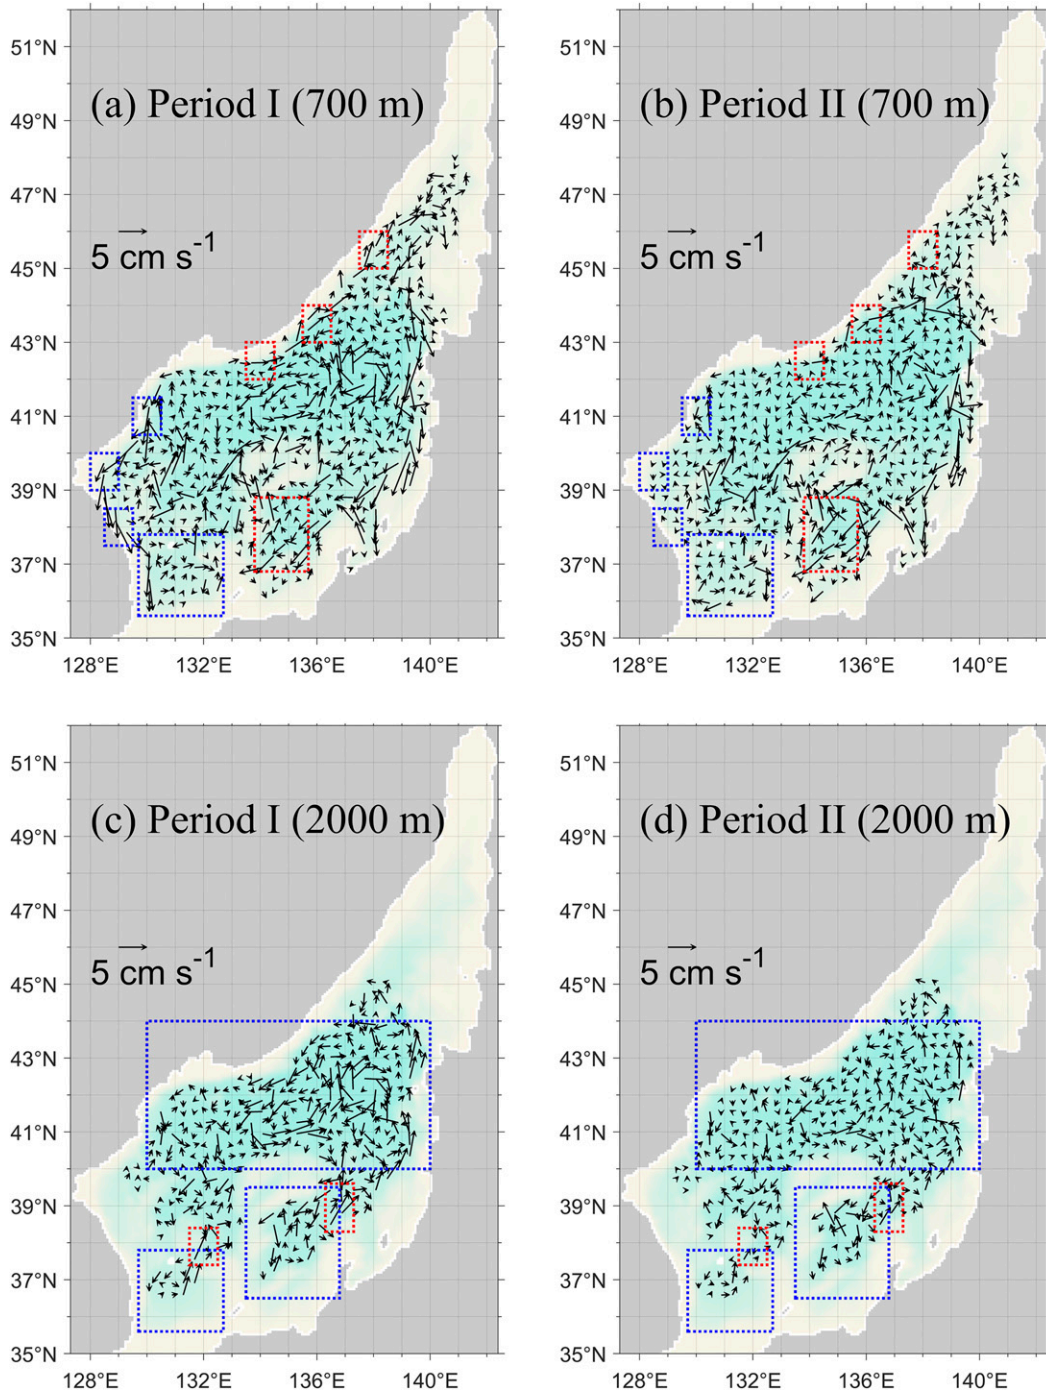 51°N
49°N
47°N
45°N
43°N
41°N
39°N
37°N
35°N
(a) Period I (700 m)
5 cm s⁻¹
128°E 132°E 136°E 140°E
51°N
49°N
47°N
45°N
43°N
41°N
39°N
37°N
35°N
(b) Period II (700 m)
5 cm s⁻¹
128°E 132°E 136°E 140°E
51°N
49°N
47°N
45°N
43°N
41°N
39°N
37°N
35°N
(c) Period I (2000 m)
5 cm s⁻¹
128°E 132°E 136°E 140°E
51°N
49°N
47°N
45°N
43°N
41°N
39°N
37°N
35°N
(d) Period II (2000 m)
5 cm s⁻¹
128°E 132°E 136°E 140°E